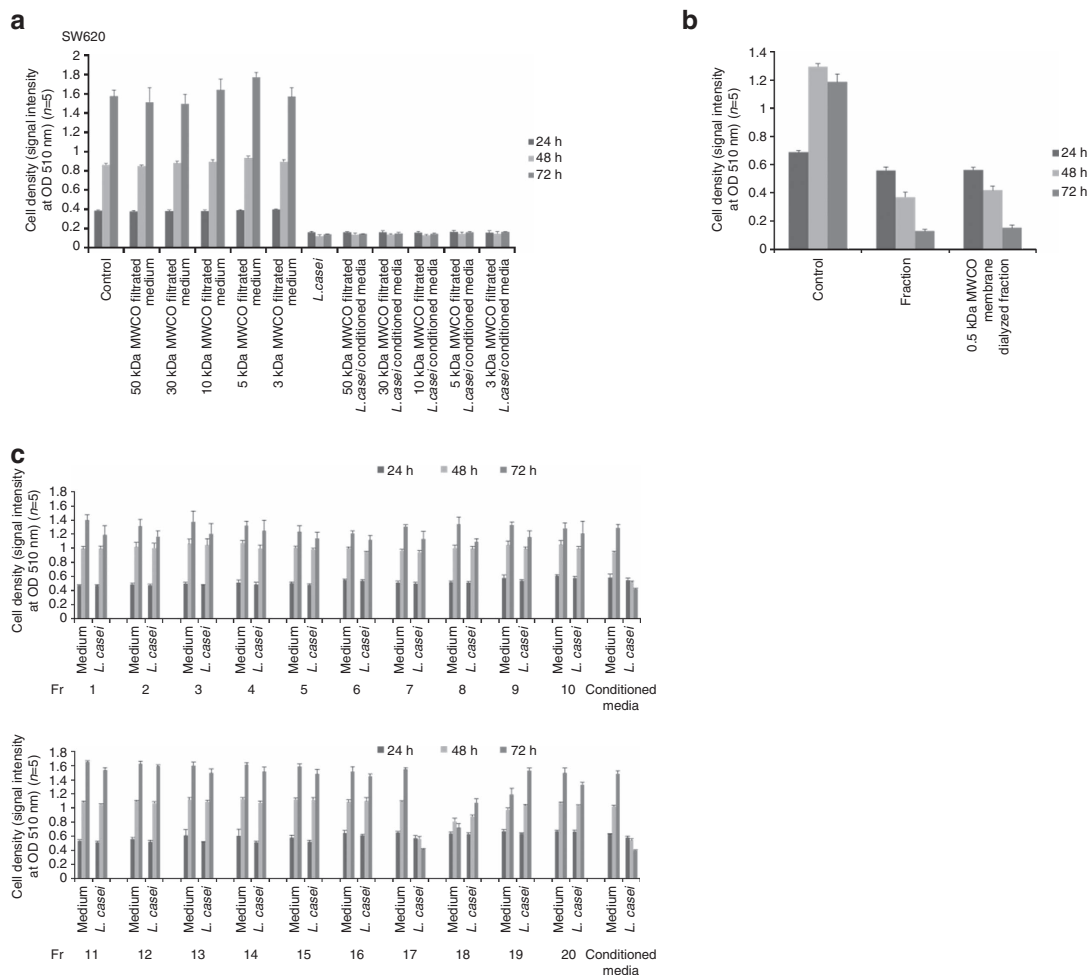 a
SW620
Cell density (signal intensity
at OD 510 nm) (n=5)
2
1.8
1.6
1.4
1.2
1
0.8
0.6
0.4
0.2
0
24 h
48 h
72 h
Control
50 kDa MWCO filtrated
medium
30 kDa MWCO filtrated
medium
10 kDa MWCO filtrated
medium
5 kDa MWCO filtrated
medium
3 kDa MWCO filtrated
medium
L.casei
50 kDa MWCO filtrated
L.casei conditioned media
30 kDa MWCO filtrated
L.casei conditioned media
10 kDa MWCO filtrated
L.casei conditioned media
5 kDa MWCO filtrated
L.casei conditioned media
3 kDa MWCO filtrated
L.casei conditioned media
b
Cell density (signal intensity
at OD 510 nm) (n=5)
1.4
1.2
1
0.8
0.6
0.4
0.2
0
24 h
48 h
72 h
Control
Fraction
0.5 kDa MWCO
membrane
dialyzed fraction
c
24 h 48 h 72 h
Cell density (signal intensity
at OD 510 nm) (n=5)
1.8
1.6
1.4
1.2
1
0.8
0.6
0.4
0.2
0
Medium L. casei Medium L. casei Medium L. casei Medium L. casei Medium L. casei Medium L. casei Medium L. casei Medium L. casei Medium L. casei Medium L. casei Medium L. casei
Fr 1 2 3 4 5 6 7 8 9 10 Conditioned
media
24 h 48 h 72 h
Cell density (signal intensity
at OD 510 nm) (n=5)
1.8
1.6
1.4
1.2
1
0.8
0.6
0.4
0.2
0
Medium L. casei Medium L. casei Medium L. casei Medium L. casei Medium L. casei Medium L. casei Medium L. casei Medium L. casei Medium L. casei Medium L. casei Medium L. casei
Fr 11 12 13 14 15 16 17 18 19 20 Conditioned
media